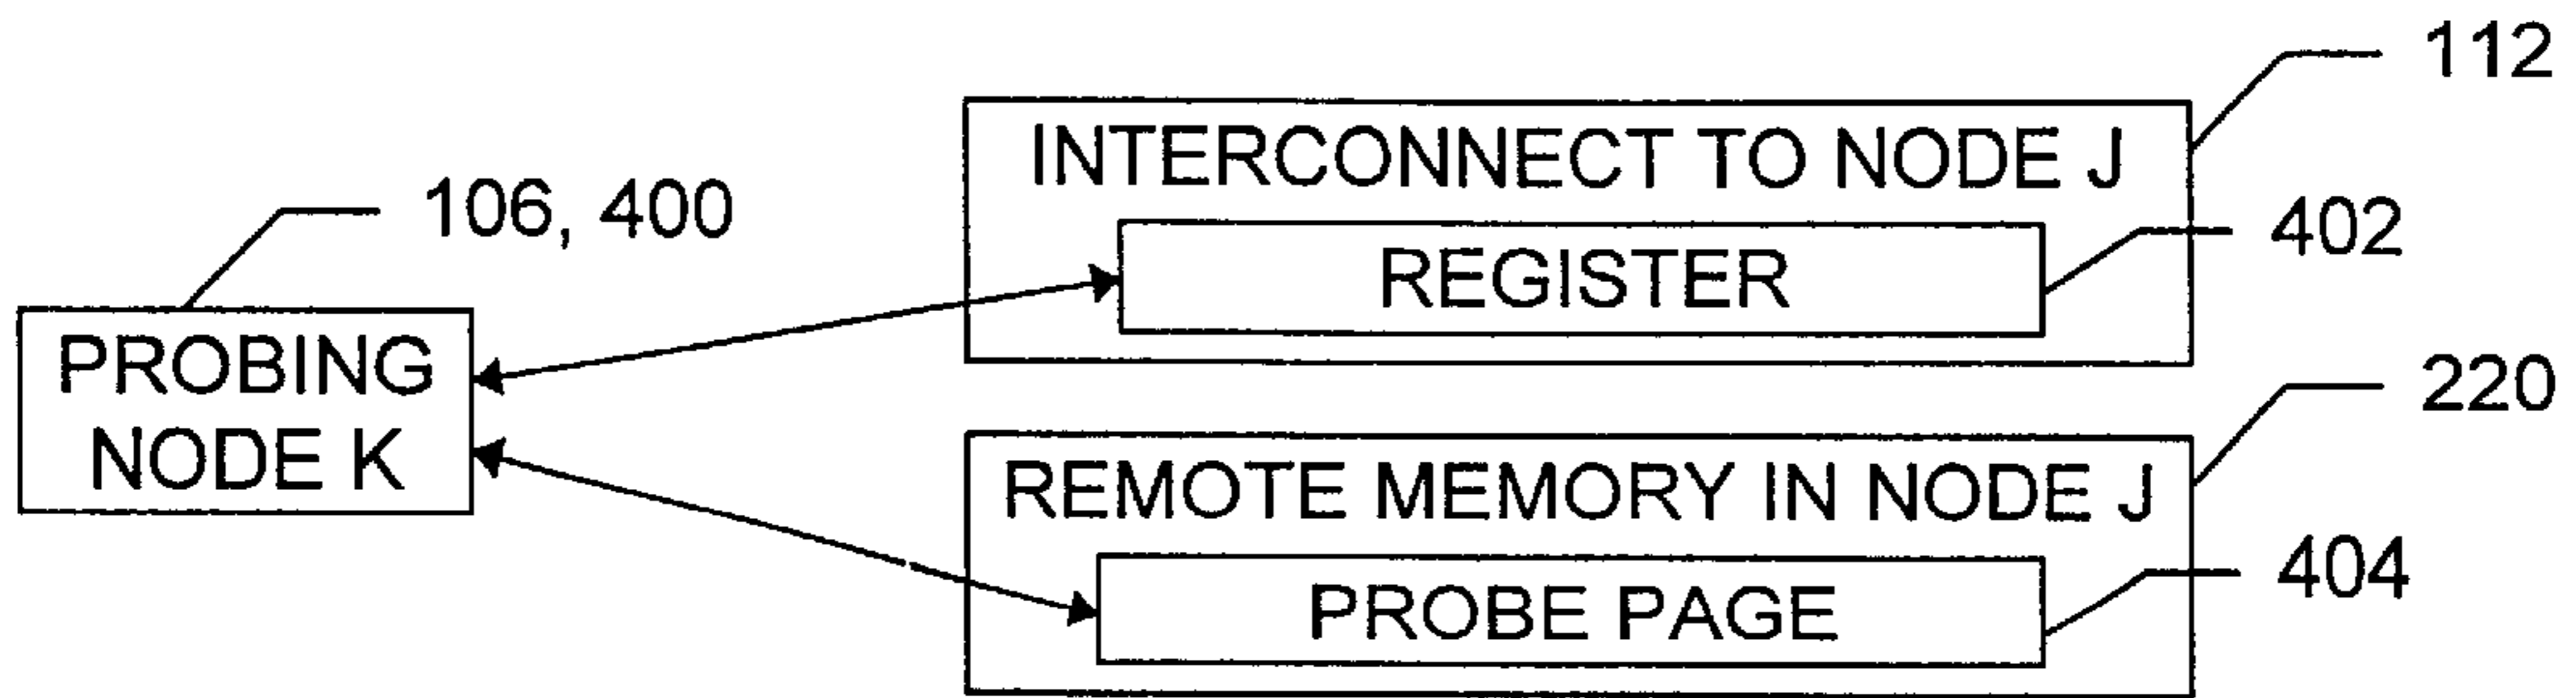 112
INTERCONNECT TO NODE J
106, 400
402
REGISTER
PROBING
NODE K
220
REMOTE MEMORY IN NODE J
404
PROBE PAGE